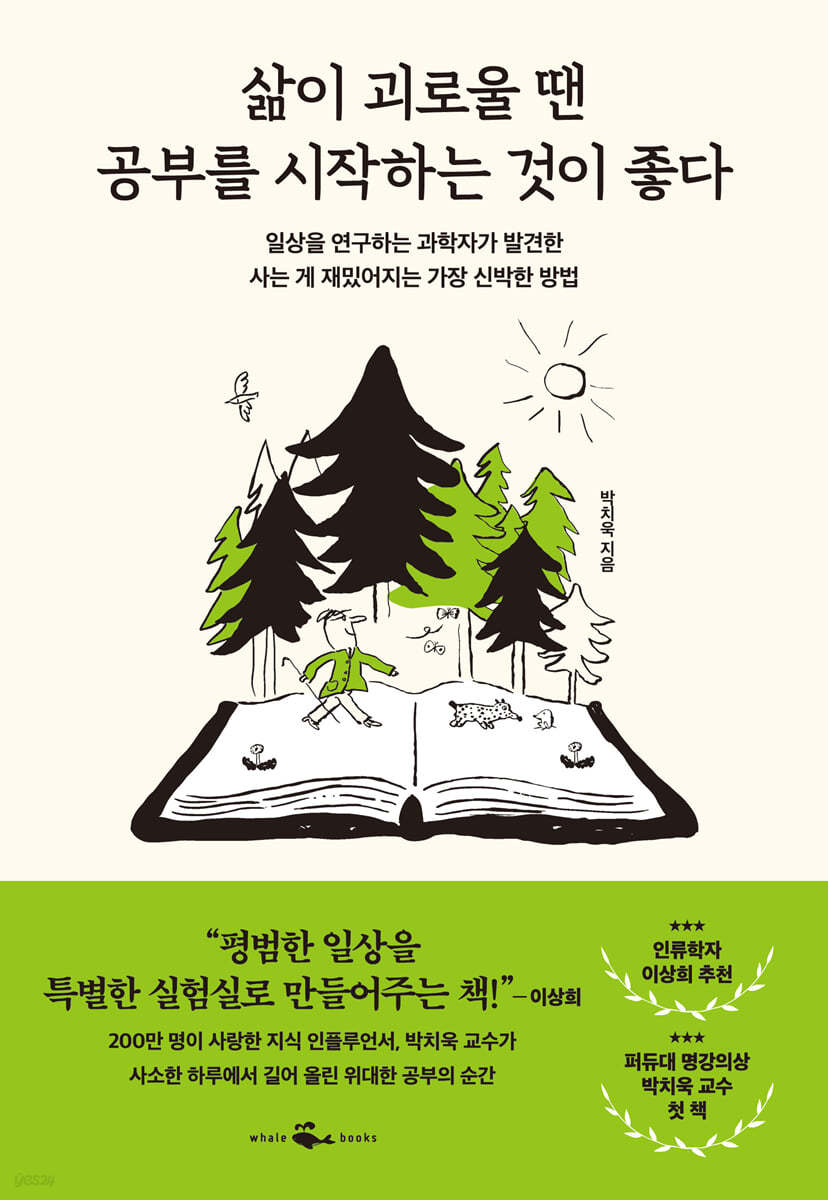 삶이 괴로울 땐
공부를 시작하는 것이 좋다
일상을 연구하는 과학자가 발견한
사는 게 재밌어지는 가장 신박한 방법
박치욱 지음
“평범한 일상을
특별한 실험실로 만들어주는 책!” – 이상희
200만 명이 사랑한 지식 인플루언서, 박치욱 교수가
사소한 하루에서 길어 올린 위대한 공부의 순간
★★★
인류학자
이상희 추천
★★★
퍼듀대 명강의상
박치욱 교수
첫 책
whale books
yes24